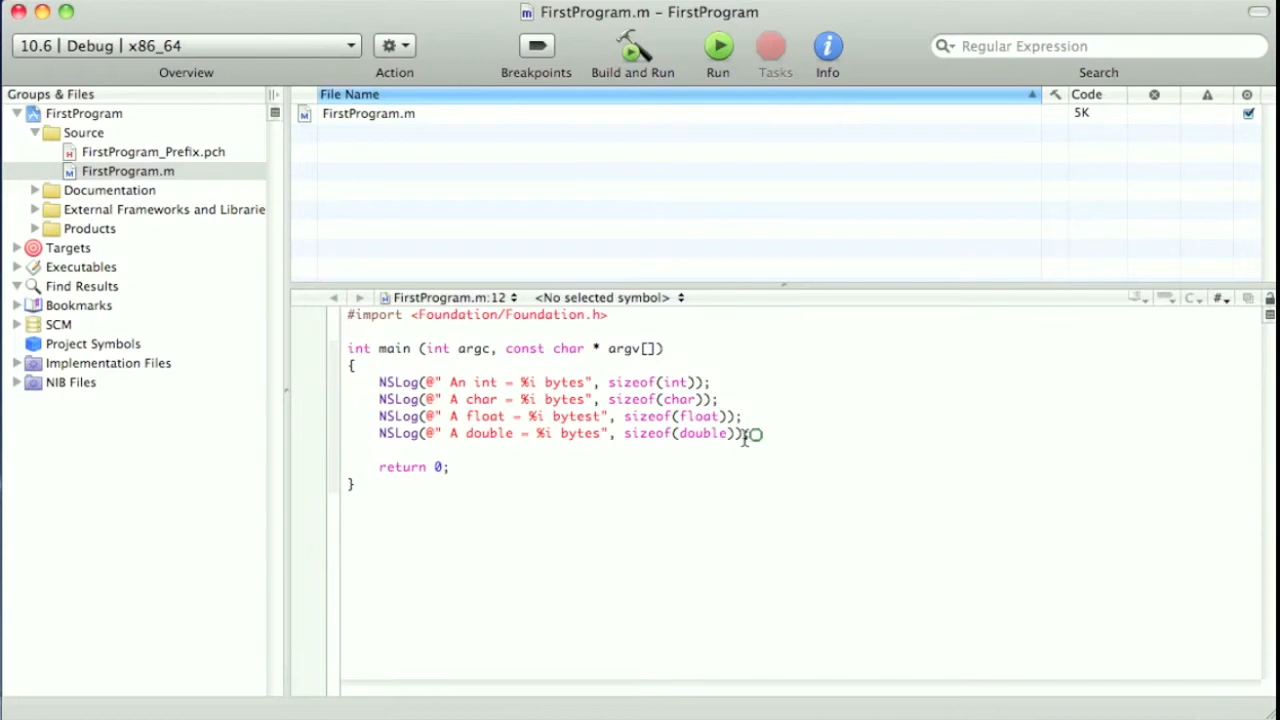 FirstProgram.m – FirstProgram
10.6 | Debug | x86_64
Overview
Action
Breakpoints
Build and Run
Run
Tasks
Info
Regular Expression
Search
Groups & Files
FirstProgram
Source
FirstProgram_Prefix.pch
FirstProgram.m
Documentation
External Frameworks and Librarie
Products
Targets
Executables
Find Results
Bookmarks
SCM
Project Symbols
Implementation Files
NIB Files
File Name
Code
FirstProgram.m
5K
FirstProgram.m:12
<No selected symbol>
C
#
#import <Foundation/Foundation.h>
int main (int argc, const char * argv[])
{
NSLog(@" An int = %i bytes", sizeof(int));
NSLog(@" A char = %i bytes", sizeof(char));
NSLog(@" A float = %i bytest", sizeof(float));
NSLog(@" A double = %i bytes", sizeof(double))
return 0;
}